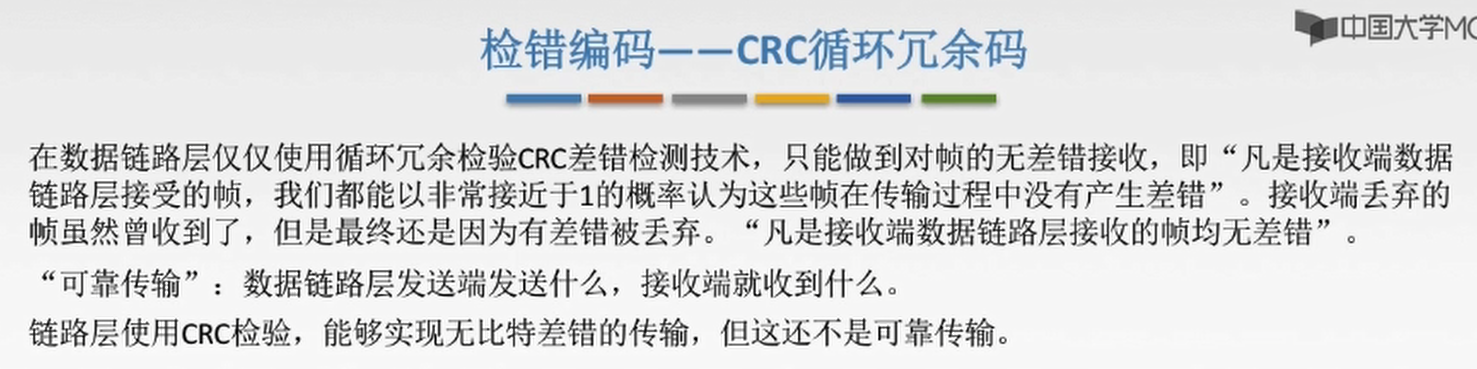 检错编码——CRC循环冗余码
中国大学MO
在数据链路层仅仅使用循环冗余检验CRC差错检测技术，只能做到对帧的无差错接收，即“凡是接收端数据
链路层接受的帧，我们都能以非常接近于1的概率认为这些帧在传输过程中没有产生差错”。接收端丢弃的
帧虽然曾收到了，但是最终还是因为有差错被丢弃。“凡是接收端数据链路层接收的帧均无差错”。
“可靠传输”：数据链路层发送端发送什么，接收端就收到什么。
链路层使用CRC检验，能够实现无比特差错的传输，但这还不是可靠传输。